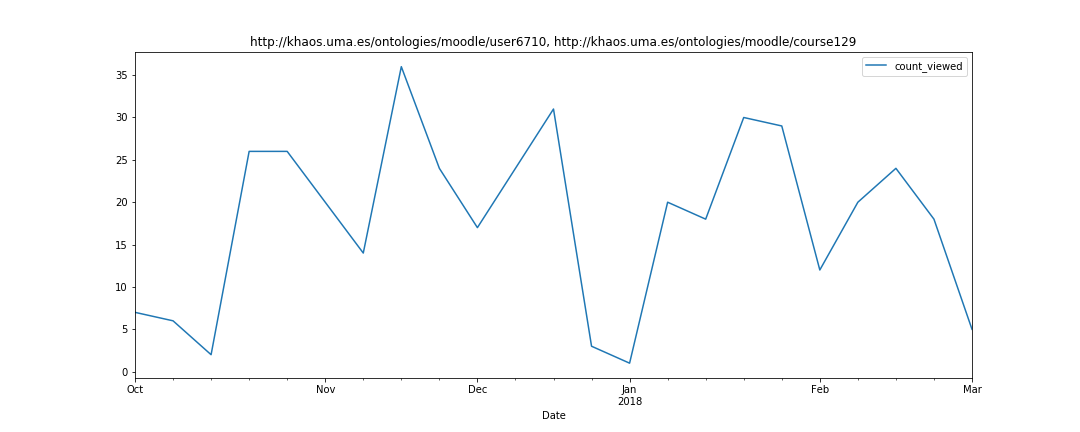 http://khaos.uma.es/ontologies/moodle/user6710, http://khaos.uma.es/ontologies/moodle/course129
count_viewed
35
30
25
20
15
10
5
0
Oct Nov Dec Jan Feb Mar
2018
Date